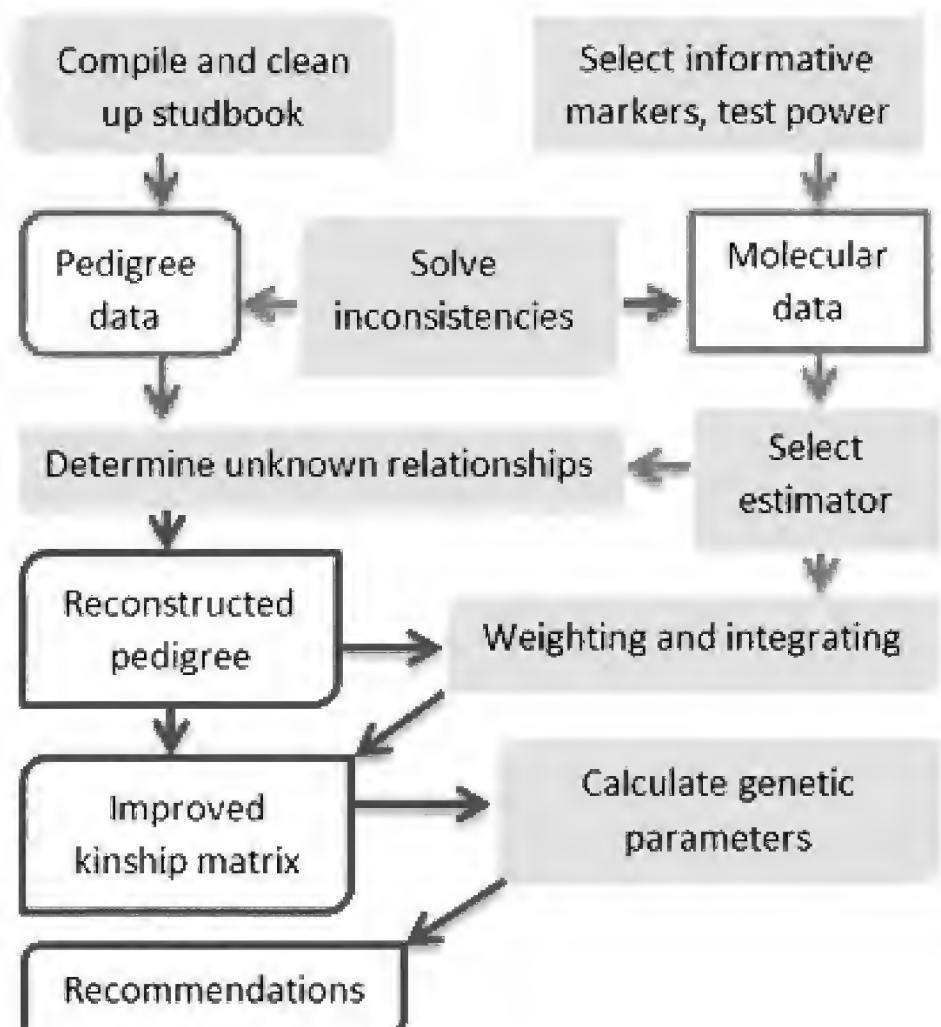 Compile and clean
up studbook
Select informative
markers, test power
Pedigree
data
Solve
inconsistencies
Molecular
data
Determine unknown relationships
Select
estimator
Reconstructed
pedigree
Weighting and integrating
Improved
kinship matrix
Calculate genetic
parameters
Recommendations